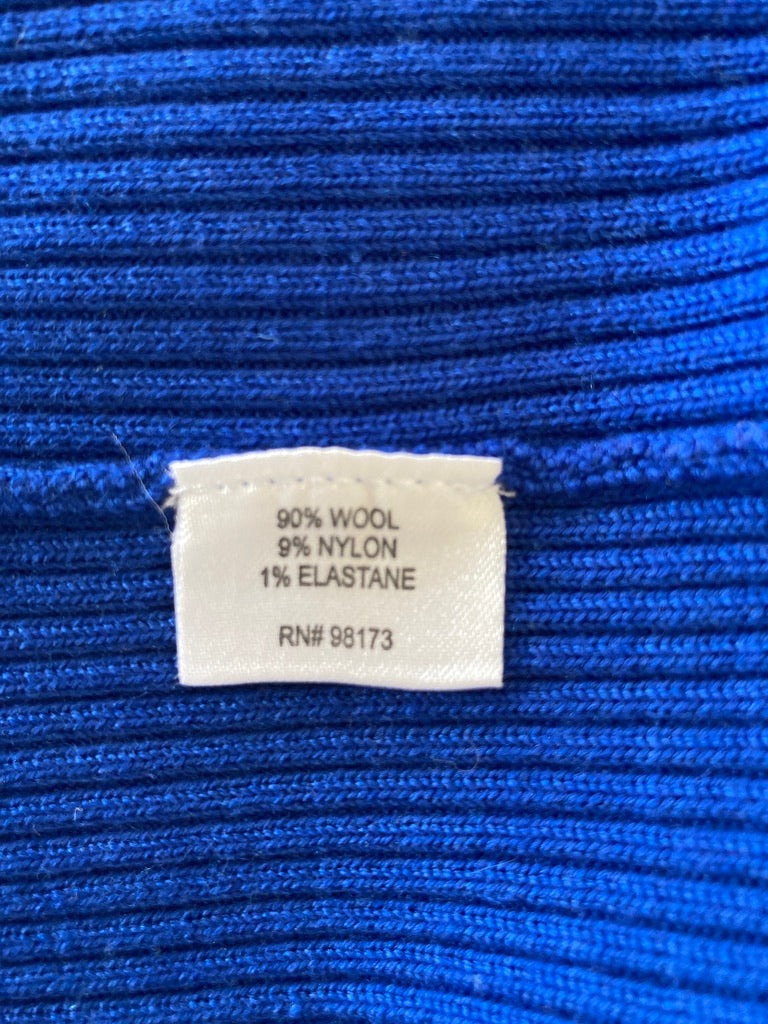 90% WOOL
9% NYLON
1% ELASTANE
RN# 98173